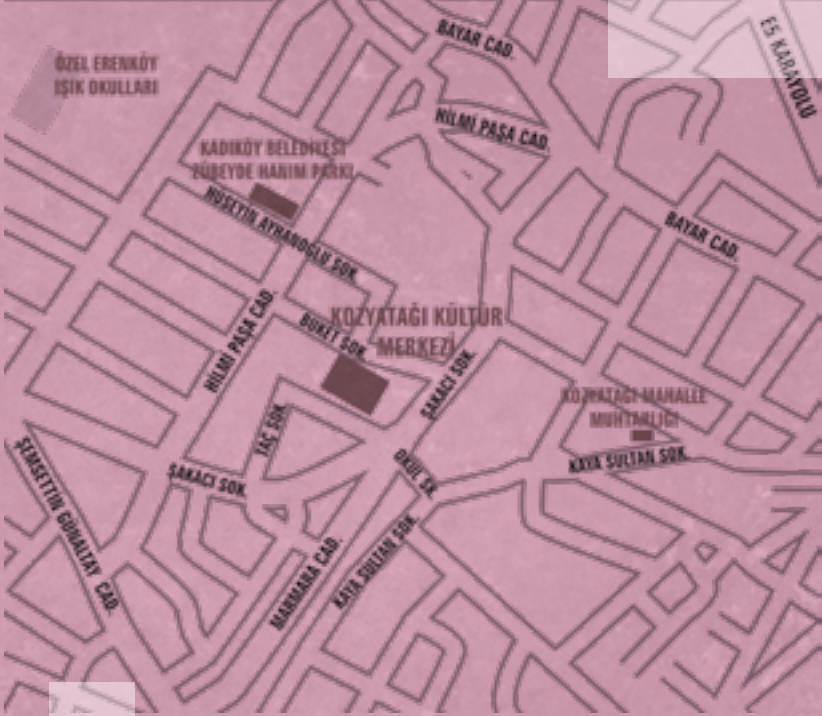 BAYAR CAD.
E5 KARAYOLU
ÖZEL ERENKÖY
IŞIK OKULLARI
HİLMİ PAŞA CAD.
KADIKÖY BELEDİYESİ
ZÜBEYDE HANIM PARKI
HÜSEYİN AYHANOĞLU SOK.
BAYAR CAD.
HİLMİ PAŞA CAD.
BUKET SOK.
KOZYATAĞI KÜLTÜR
MERKEZİ
ŞAKACI SOK.
KOZYATAĞI MAHALLE
MUHTARLIĞI
TAÇ SOK.
KAYA SULTAN SOK.
OKUL SK.
ŞAKACI SOK.
ŞEMSETTİN GÜNALTAY CAD.
MARMARA CAD.
KAYA SULTAN SOK.